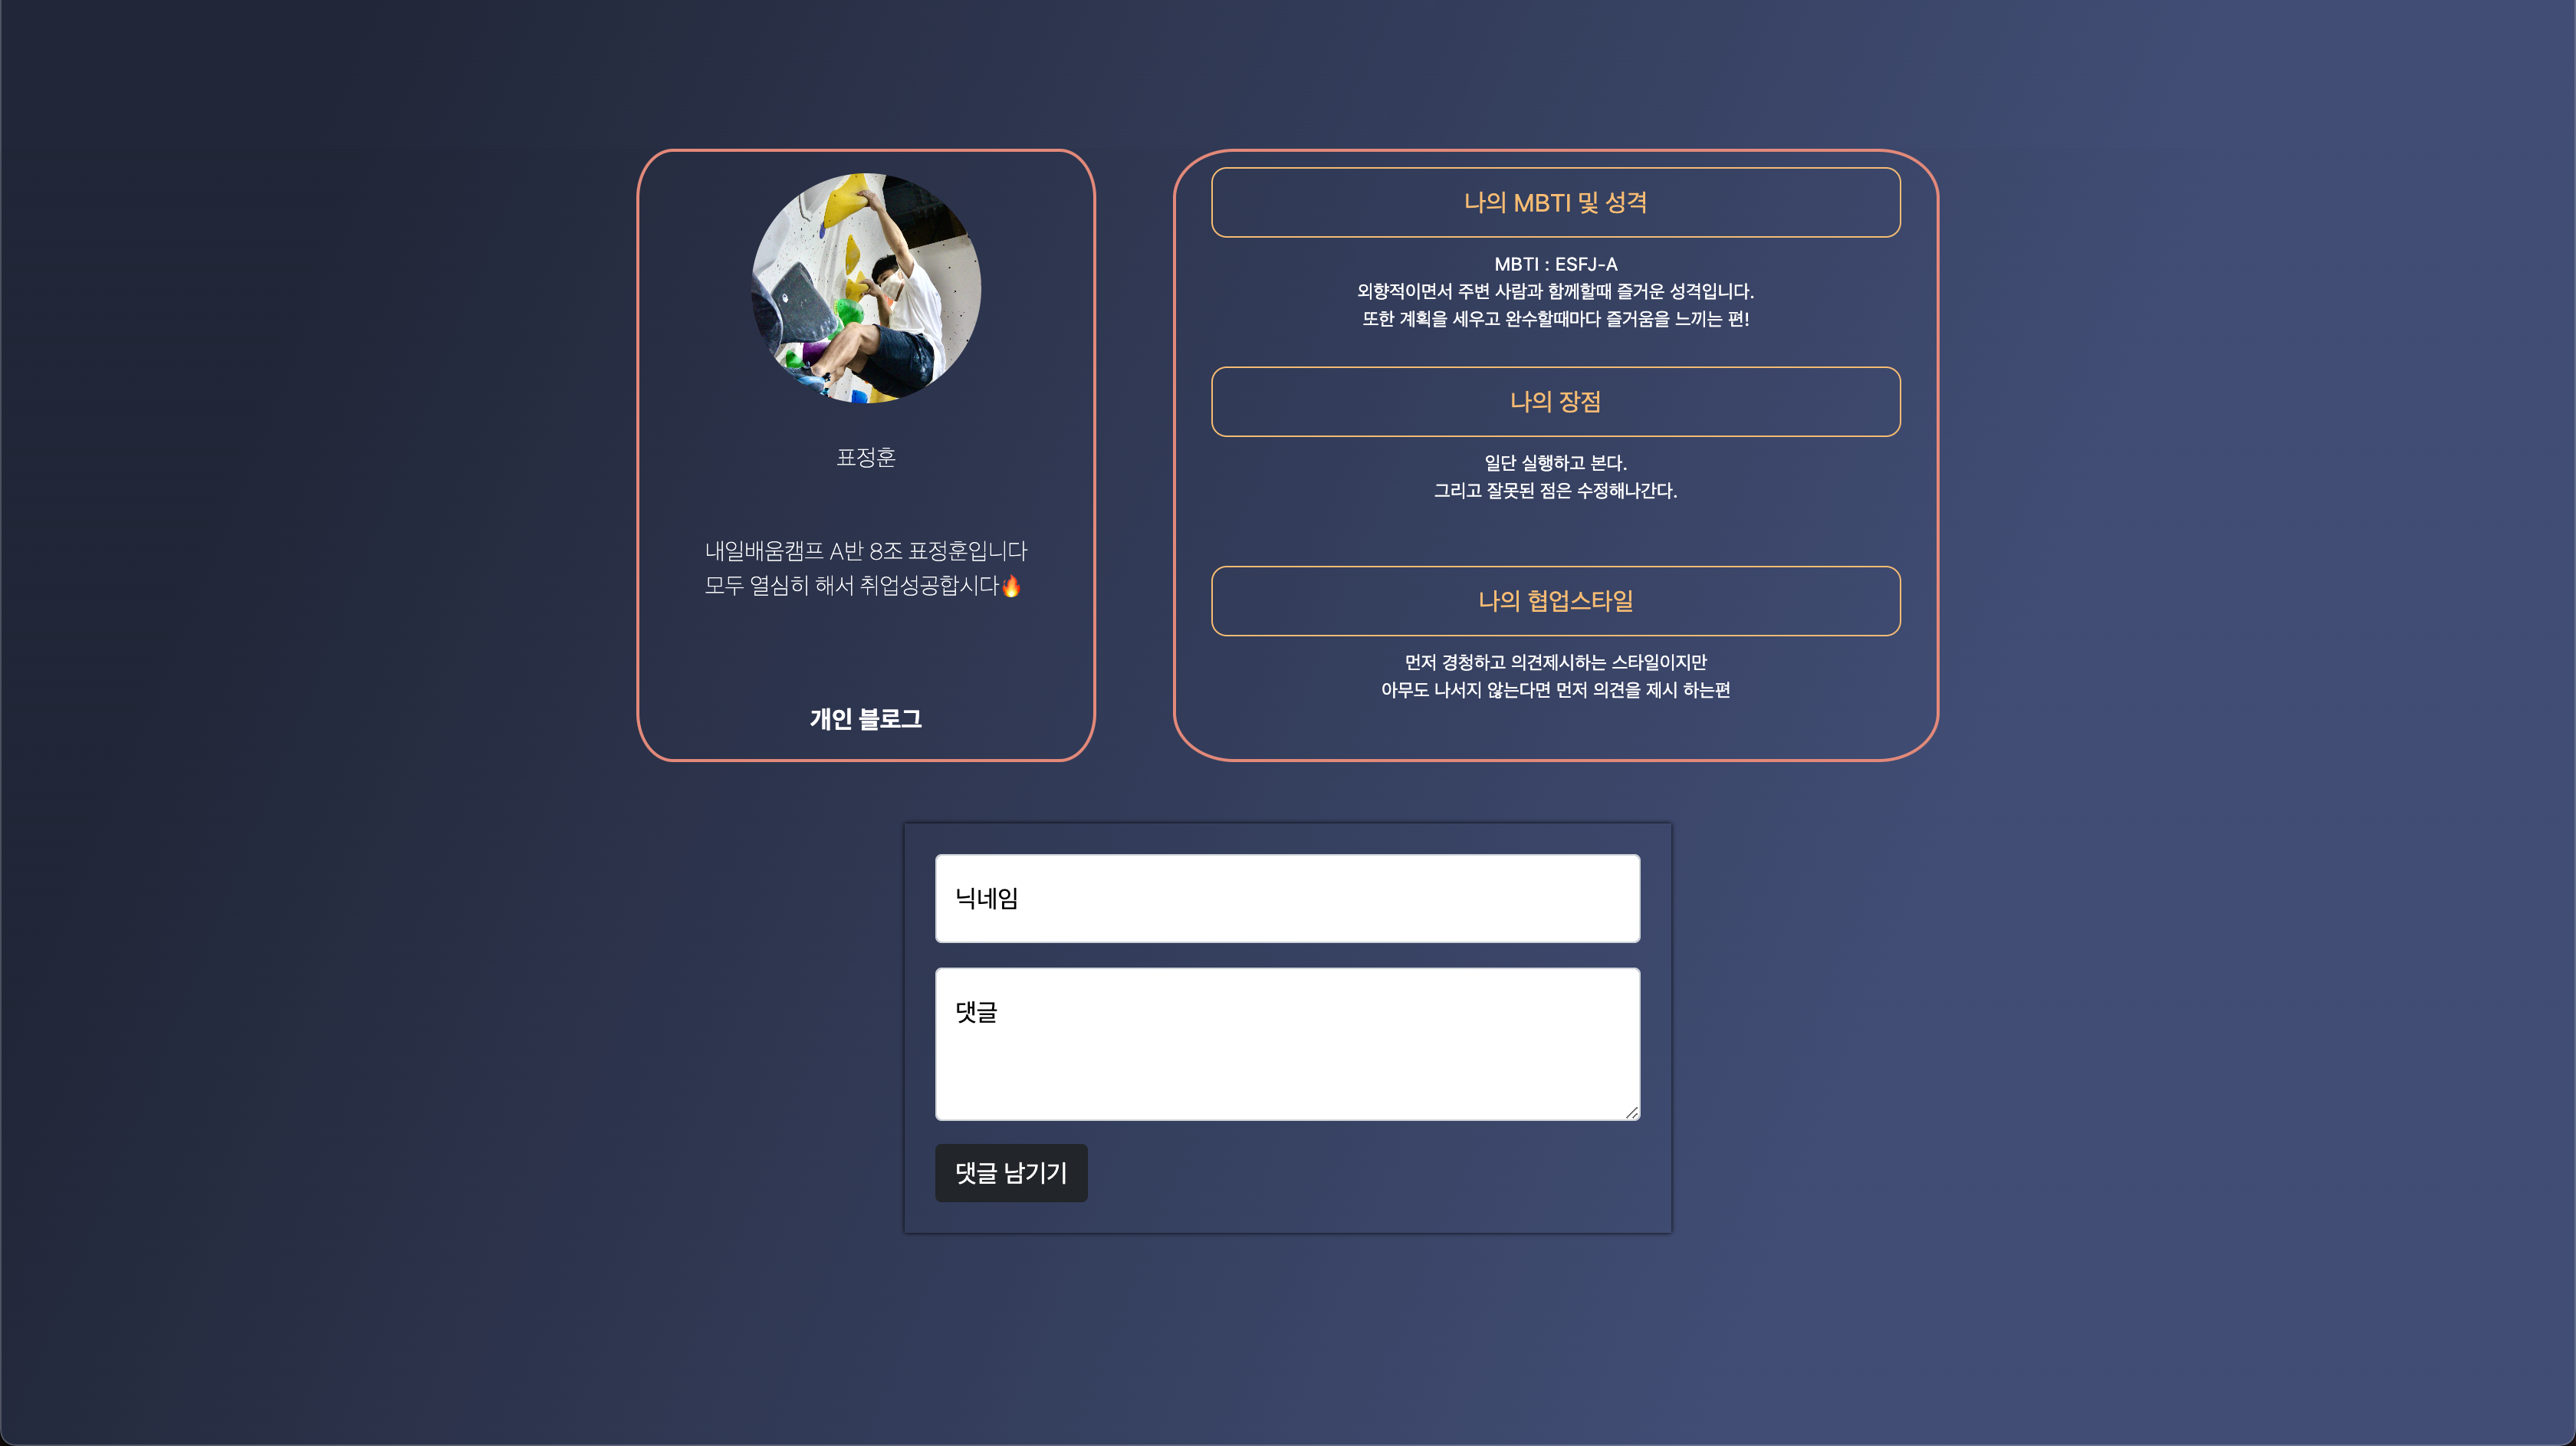 표정훈
내일배움캠프 A반 8조 표정훈입니다
모두 열심히 해서 취업성공합시다🔥
개인 블로그
나의 MBTI 및 성격
MBTI : ESFJ-A
외향적이면서 주변 사람과 함께할때 즐거운 성격입니다.
또한 계획을 세우고 완수할때마다 즐거움을 느끼는 편!
나의 장점
일단 실행하고 본다.
그리고 잘못된 점은 수정해나간다.
나의 협업스타일
먼저 경청하고 의견제시하는 스타일이지만
아무도 나서지 않는다면 먼저 의견을 제시 하는편
닉네임
댓글
댓글 남기기